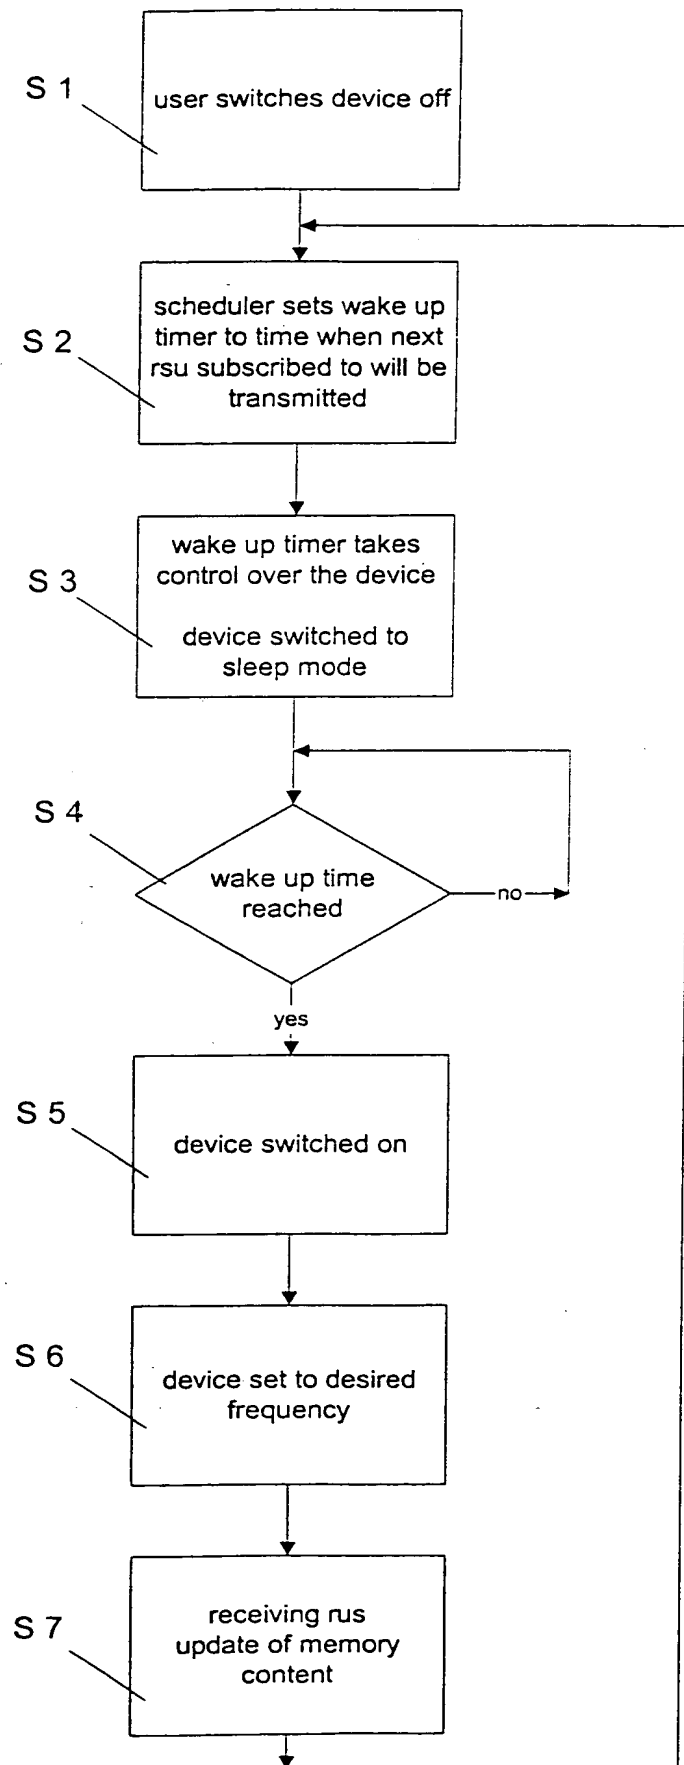 S 1
user switches device off
S 2
scheduler sets wake up
timer to time when next
rsu subscribed to will be
transmitted
S 3
wake up timer takes
control over the device
device switched to
sleep mode
S 4
wake up time
reached
no
yes
S 5
device switched on
S 6
device set to desired
frequency
S 7
receiving rus
update of memory
content